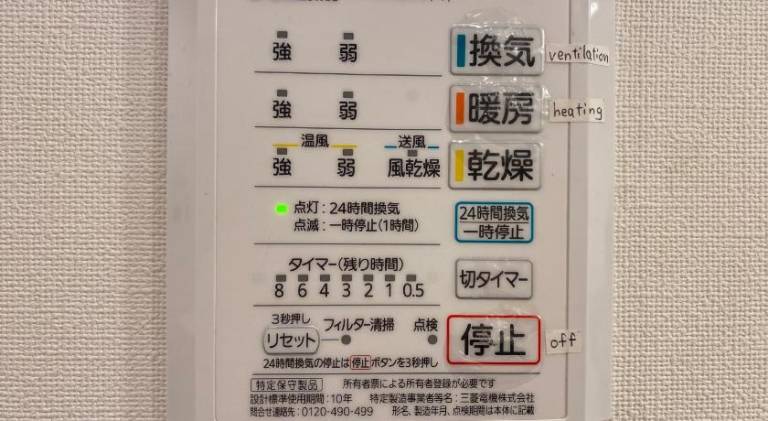 強 弱 換気 ventilation
強 弱 暖房 heating
温風 送風
強 弱 風乾燥 乾燥
点灯：24時間換気
点滅：一時停止(1時間)
24時間換気
一時停止
タイマー(残り時間)
8 6 4 3 2 1 0.5
切タイマー
3秒押し
リセット フィルター清掃 点検
停止 off
24時間換気の停止は停止ボタンを3秒押し
特定保守製品 所有者票による所有者登録が必要です
設計標準使用期間：10年 特定製造事業者等名：三菱電機株式会社
問合せ連絡先：0120-490-499 形名、製造年月、点検期間は本体に記載